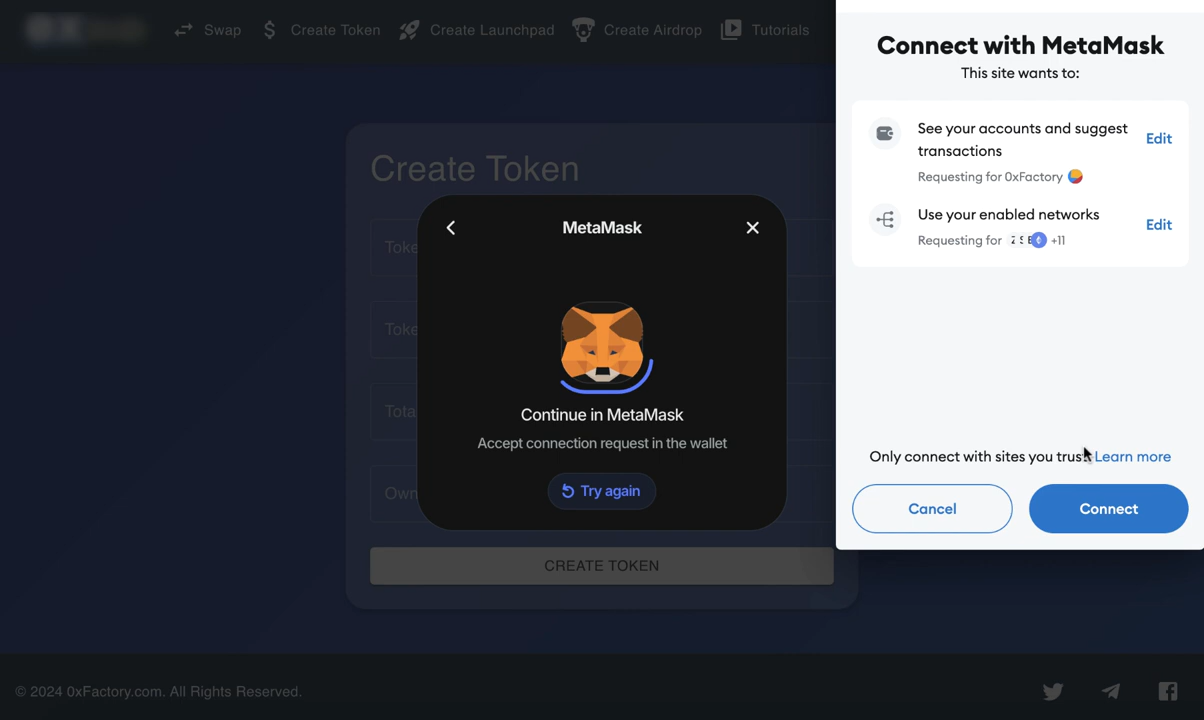 Swap
Create Token
Create Launchpad
Create Airdrop
Tutorials
Create Token
MetaMask
Continue in MetaMask
Accept connection request in the wallet
Try again
CREATE TOKEN
Connect with MetaMask
This site wants to:
See your accounts and suggest
transactions
Edit
Requesting for 0xFactory
Use your enabled networks
Edit
Requesting for
+11
Only connect with sites you trust. Learn more
Cancel
Connect
© 2024 0xFactory.com. All Rights Reserved.